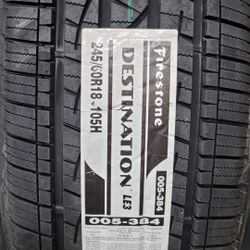 Firestone
005-384
DESTINATION LE3
245/60R18 - 105H
005-384